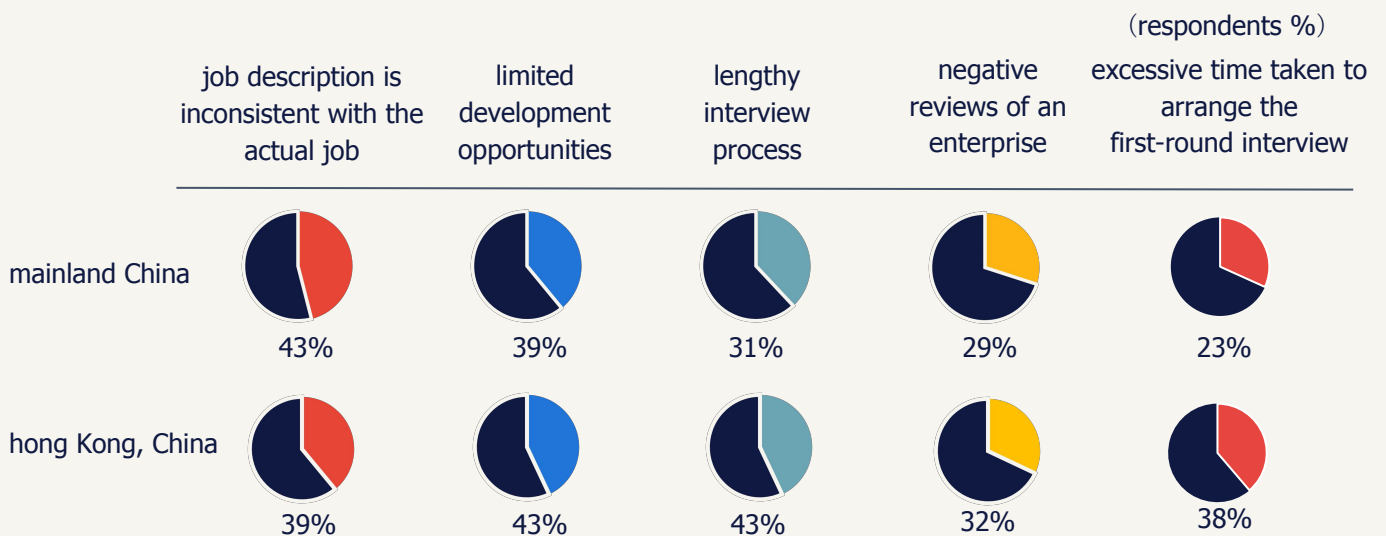 （respondents %）
job description is
inconsistent with the
actual job
limited
development
opportunities
lengthy
interview
process
negative
reviews of an
enterprise
excessive time taken to
arrange the
first-round interview
mainland China
43%
39%
31%
29%
23%
hong Kong, China
39%
43%
43%
32%
38%